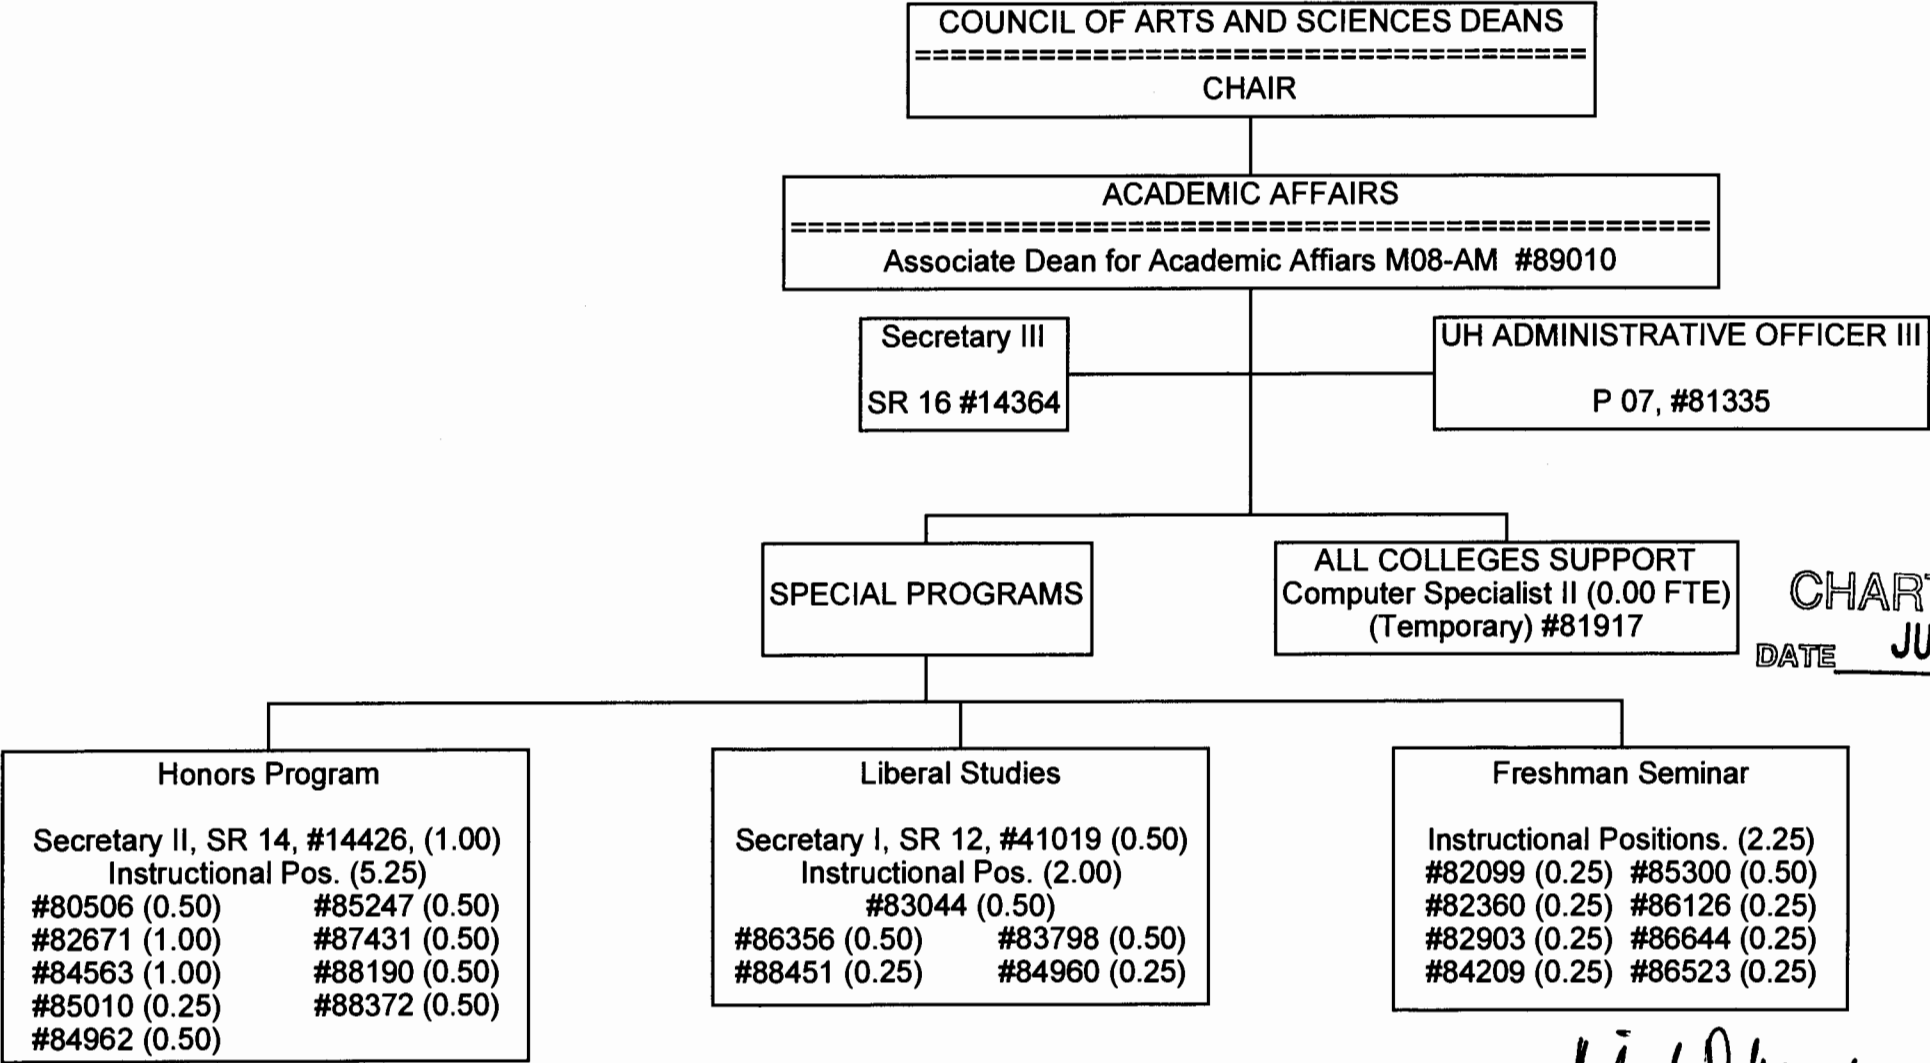 COUNCIL OF ARTS AND SCIENCES DEANS
======================================
CHAIR
ACADEMIC AFFAIRS
====================================================
Associate Dean for Academic Affiars M08-AM #89010
Secretary III
SR 16 #14364
UH ADMINISTRATIVE OFFICER III
P 07, #81335
SPECIAL PROGRAMS
ALL COLLEGES SUPPORT
Computer Specialist II (0.00 FTE)
(Temporary) #81917
CHAR
DATE JU
Honors Program
Secretary II, SR 14, #14426, (1.00)
Instructional Pos. (5.25)
#80506 (0.50) #85247 (0.50)
#82671 (1.00) #87431 (0.50)
#84563 (1.00) #88190 (0.50)
#85010 (0.25) #88372 (0.50)
#84962 (0.50)
Liberal Studies
Secretary I, SR 12, #41019 (0.50)
Instructional Pos. (2.00)
#83044 (0.50)
#86356 (0.50) #83798 (0.50)
#88451 (0.25) #84960 (0.25)
Freshman Seminar
Instructional Positions. (2.25)
#82099 (0.25) #85300 (0.50)
#82360 (0.25) #86126 (0.25)
#82903 (0.25) #86644 (0.25)
#84209 (0.25) #86523 (0.25)